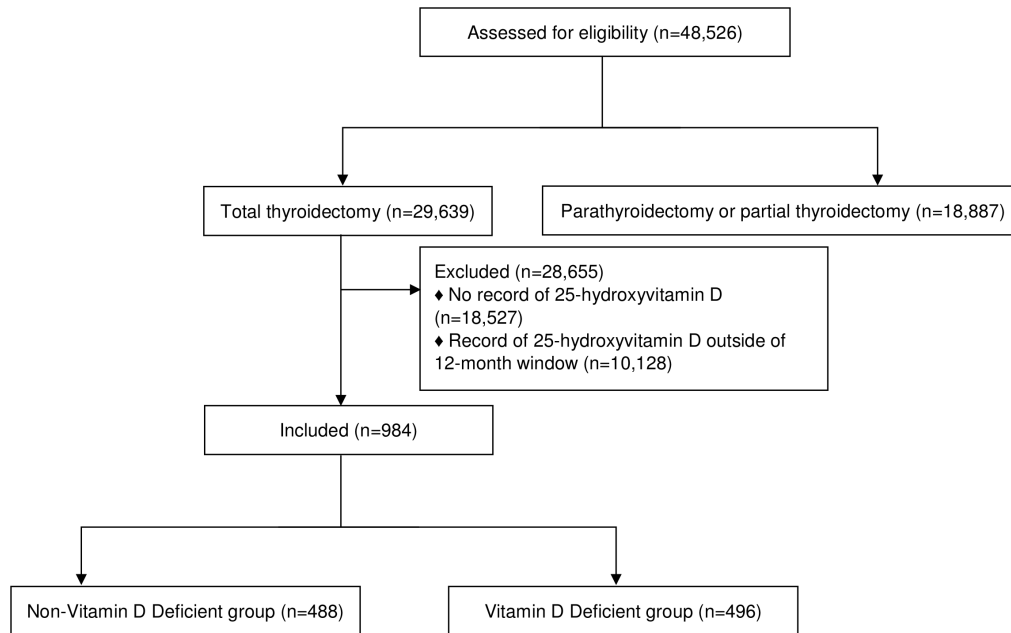 Assessed for eligibility (n=48,526)
Total thyroidectomy (n=29,639)
Parathyroidectomy or partial thyroidectomy (n=18,887)
Excluded (n=28,655)
♦ No record of 25-hydroxyvitamin D
(n=18,527)
♦ Record of 25-hydroxyvitamin D outside of
12-month window (n=10,128)
Included (n=984)
Non-Vitamin D Deficient group (n=488)
Vitamin D Deficient group (n=496)